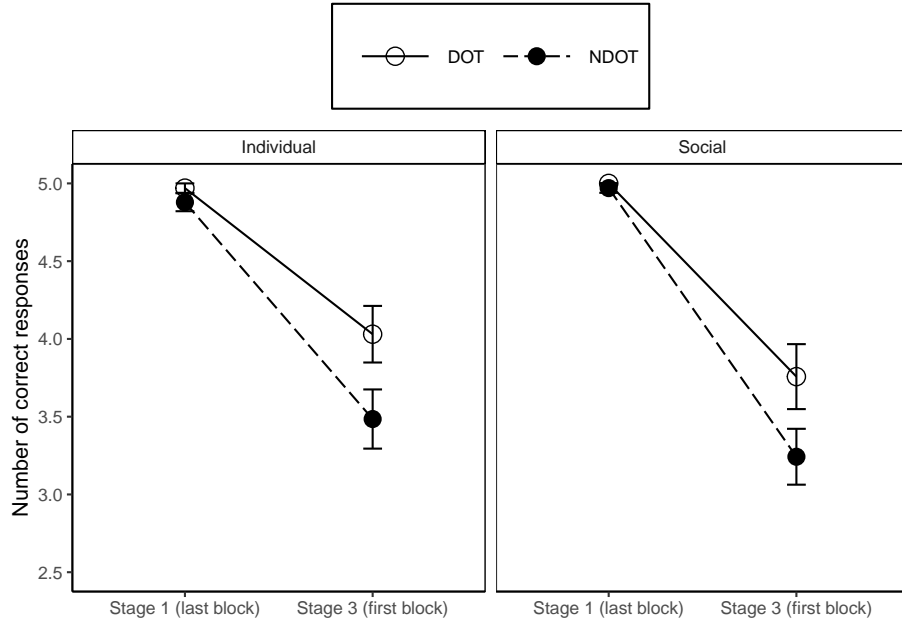 DOT NDOT
Individual Social
Number of correct responses
5.0
4.5
4.0
3.5
3.0
2.5
Stage 1 (last block) Stage 3 (first block) Stage 1 (last block) Stage 3 (first block)